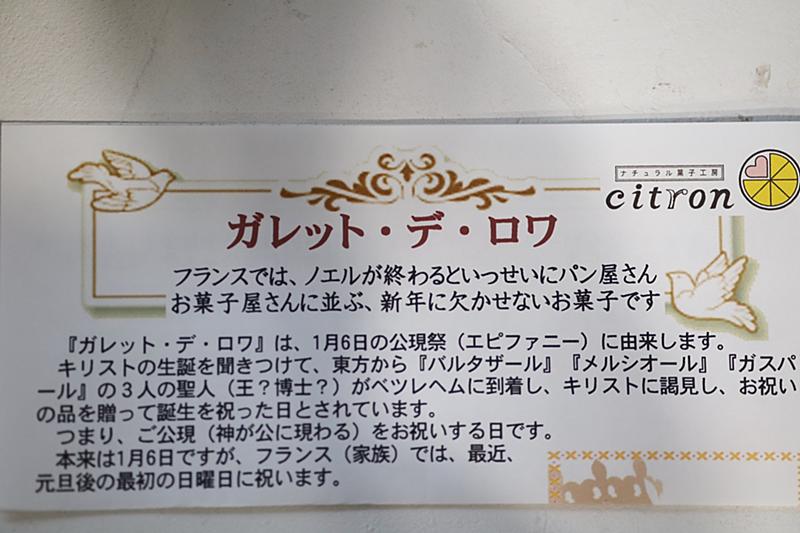 ナチュラル菓子工房
citron
ガレット・デ・ロワ
フランスでは、ノエルが終わるといっせいにパン屋さん
お菓子屋さんに並ぶ、新年に欠かせないお菓子です
『ガレット・デ・ロワ』は、1月6日の公現祭（エピファニー）に由来します。
キリストの生誕を聞きつけて、東方から『バルタザール』『メルシオール』『ガスパ
ール』の３人の聖人（王？博士？）がベツレヘムに到着し、キリストに謁見し、お祝い
の品を贈って誕生を祝った日とされています。
つまり、ご公現（神が公に現わる）をお祝いする日です。
本来は1月6日ですが、フランス（家族）では、最近、
元旦後の最初の日曜日に祝います。